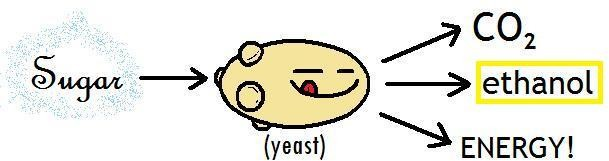 Sugar
(yeast)
CO₂
ethanol
ENERGY!